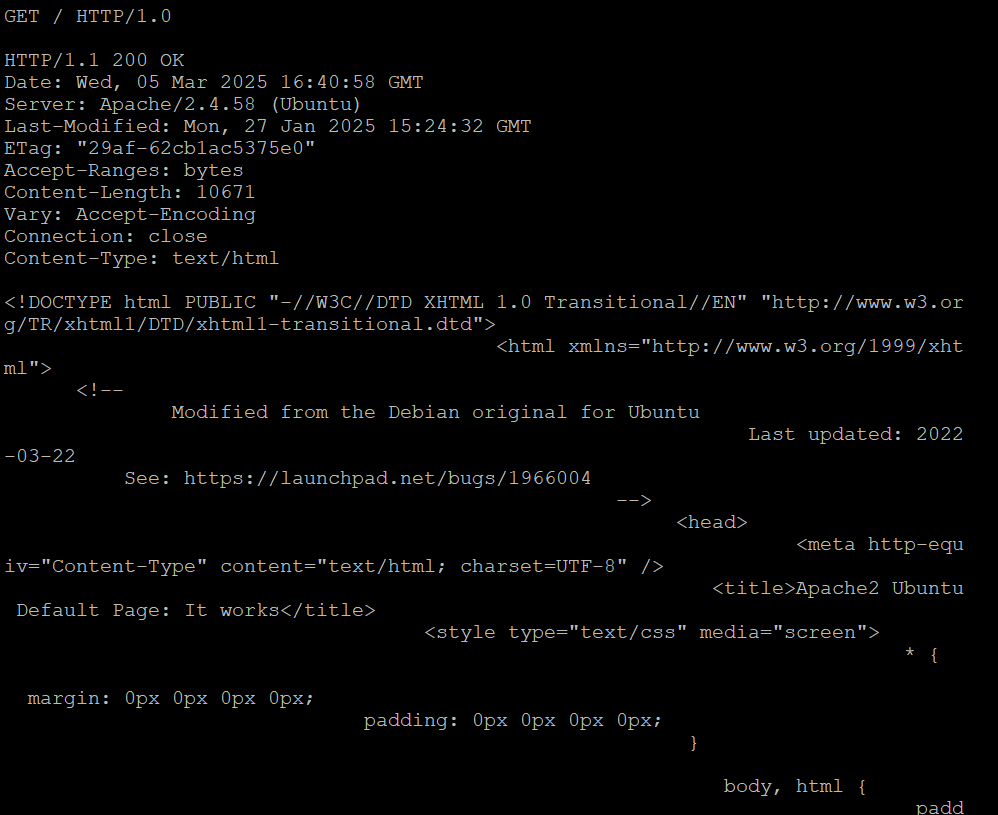 GET / HTTP/1.0
HTTP/1.1 200 OK
Date: Wed, 05 Mar 2025 16:40:58 GMT
Server: Apache/2.4.58 (Ubuntu)
Last-Modified: Mon, 27 Jan 2025 15:24:32 GMT
ETag: "29af-62cb1ac5375e0"
Accept-Ranges: bytes
Content-Length: 10671
Vary: Accept-Encoding
Connection: close
Content-Type: text/html
<!DOCTYPE html PUBLIC "-//W3C//DTD XHTML 1.0 Transitional//EN" "http://www.w3.or
g/TR/xhtml1/DTD/xhtml1-transitional.dtd">
<html xmlns="http://www.w3.org/1999/xht
ml">
<!--
Modified from the Debian original for Ubuntu
Last updated: 2022
-03-22
See: https://launchpad.net/bugs/1966004
-->
<head>
<meta http-equ
iv="Content-Type" content="text/html; charset=UTF-8" />
<title>Apache2 Ubuntu
Default Page: It works</title>
<style type="text/css" media="screen">
* {
margin: 0px 0px 0px 0px;
padding: 0px 0px 0px 0px;
}
body, html {
padd